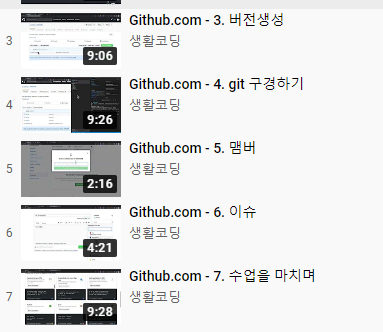 Github.com - 3. 버전생성
생활코딩
3
9:06
Github.com - 4. git 구경하기
생활코딩
4
9:26
Github.com - 5. 맴버
생활코딩
5
2:16
Github.com - 6. 이슈
생활코딩
6
4:21
Github.com - 7. 수업을 마치며
생활코딩
7
9:28